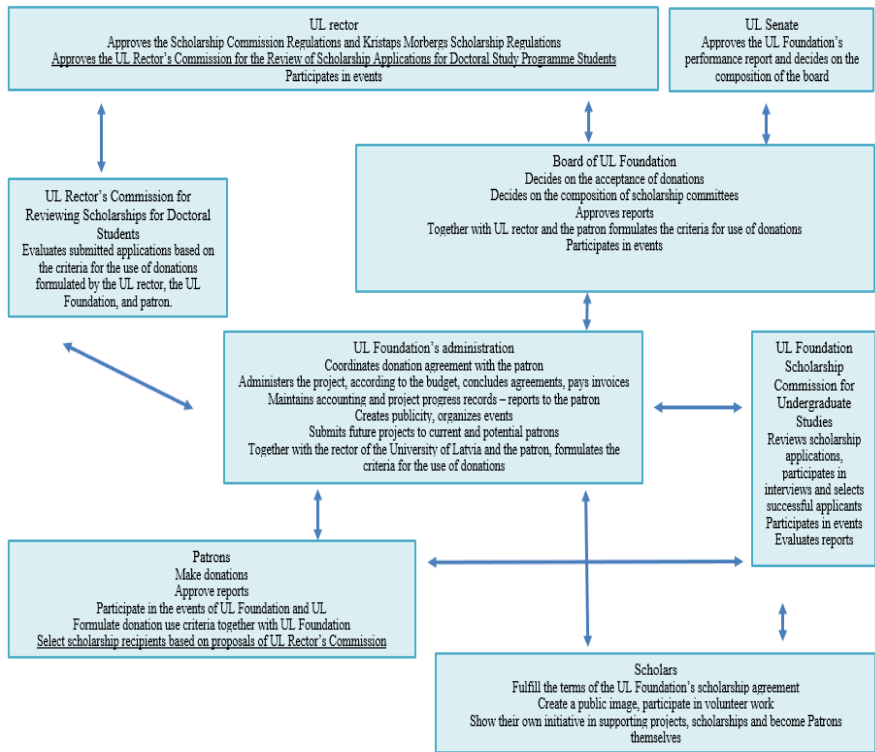 UL rector
Approves the Scholarship Commission Regulations and Kristaps Morbergs Scholarship Regulations
Approves the UL Rector's Commission for the Review of Scholarship Applications for Doctoral Study Programme Students
Participates in events
UL Senate
Approves the UL Foundation's
performance report and decides on the
composition of the board
Board of UL Foundation
Decides on the acceptance of donations
Decides on the composition of scholarship committees
Approves reports
Together with UL rector and the patron formulates the criteria for use of donations
Participates in events
UL Rector's Commission for
Reviewing Scholarships for Doctoral
Students
Evaluates submitted applications based on
the criteria for the use of donations
formulated by the UL rector, the UL
Foundation, and patron.
UL Foundation's administration
Coordinates donation agreement with the patron
Administers the project, according to the budget, concludes agreements, pays invoices
Maintains accounting and project progress records – reports to the patron
Creates publicity, organizes events
Submits future projects to current and potential patrons
Together with the rector of the University of Latvia and the patron, formulates the
criteria for the use of donations
UL Foundation
Scholarship
Commission for
Undergraduate
Studies
Reviews scholarship
applications,
participates in
interviews and selects
successful applicants
Participates in events
Evaluates reports
Patrons
Make donations
Approve reports
Participate in the events of UL Foundation and UL
Formulate donation use criteria together with UL Foundation
Select scholarship recipients based on proposals of UL Rector's Commission
Scholars
Fulfill the terms of the UL Foundation's scholarship agreement
Create a public image, participate in volunteer work
Show their own initiative in supporting projects, scholarships and become Patrons
themselves